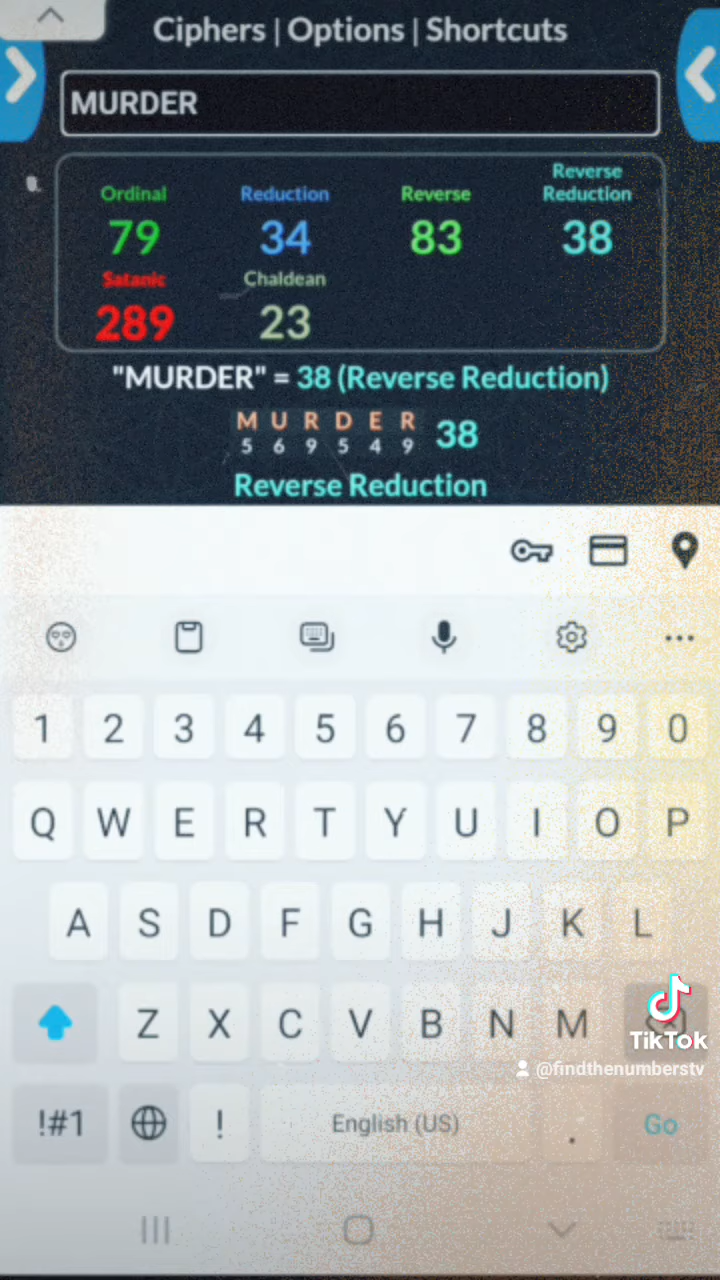 Ciphers | Options | Shortcuts
MURDER
Ordinal Reduction Reverse Reverse Reduction
79 34 83 38
Satanic Chaldean
289 23
"MURDER" = 38 (Reverse Reduction)
M U R D E R 38
5 6 9 5 4 9
Reverse Reduction
1 2 3 4 5 6 7 8 9 0
Q W E R T Y U I O P
A S D F G H J K L
Z X C V B N M
TikTok
@findthenumberstv
!#1 ! English (US) . Go